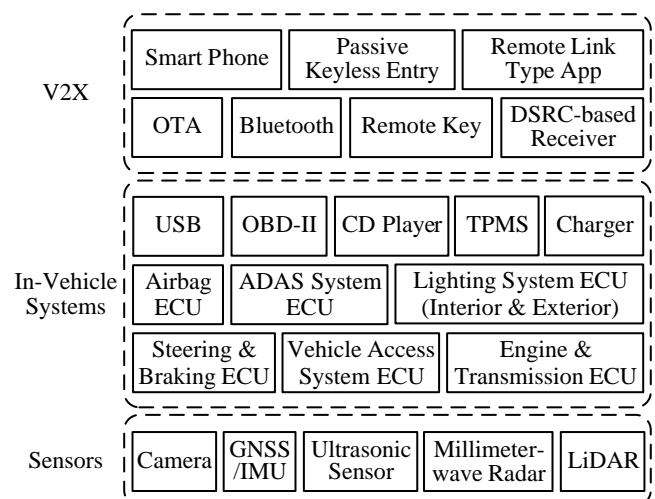 V2X
Smart Phone
Passive
Keyless Entry
Remote Link
Type App
OTA
Bluetooth
Remote Key
DSRC-based
Receiver
In-Vehicle
Systems
USB
OBD-II
CD Player
TPMS
Charger
Airbag
ECU
ADAS System
ECU
Lighting System ECU
(Interior & Exterior)
Steering &
Braking ECU
Vehicle Access
System ECU
Engine &
Transmission ECU
Sensors
Camera
GNSS
/IMU
Ultrasonic
Sensor
Millimeter-
wave Radar
LiDAR